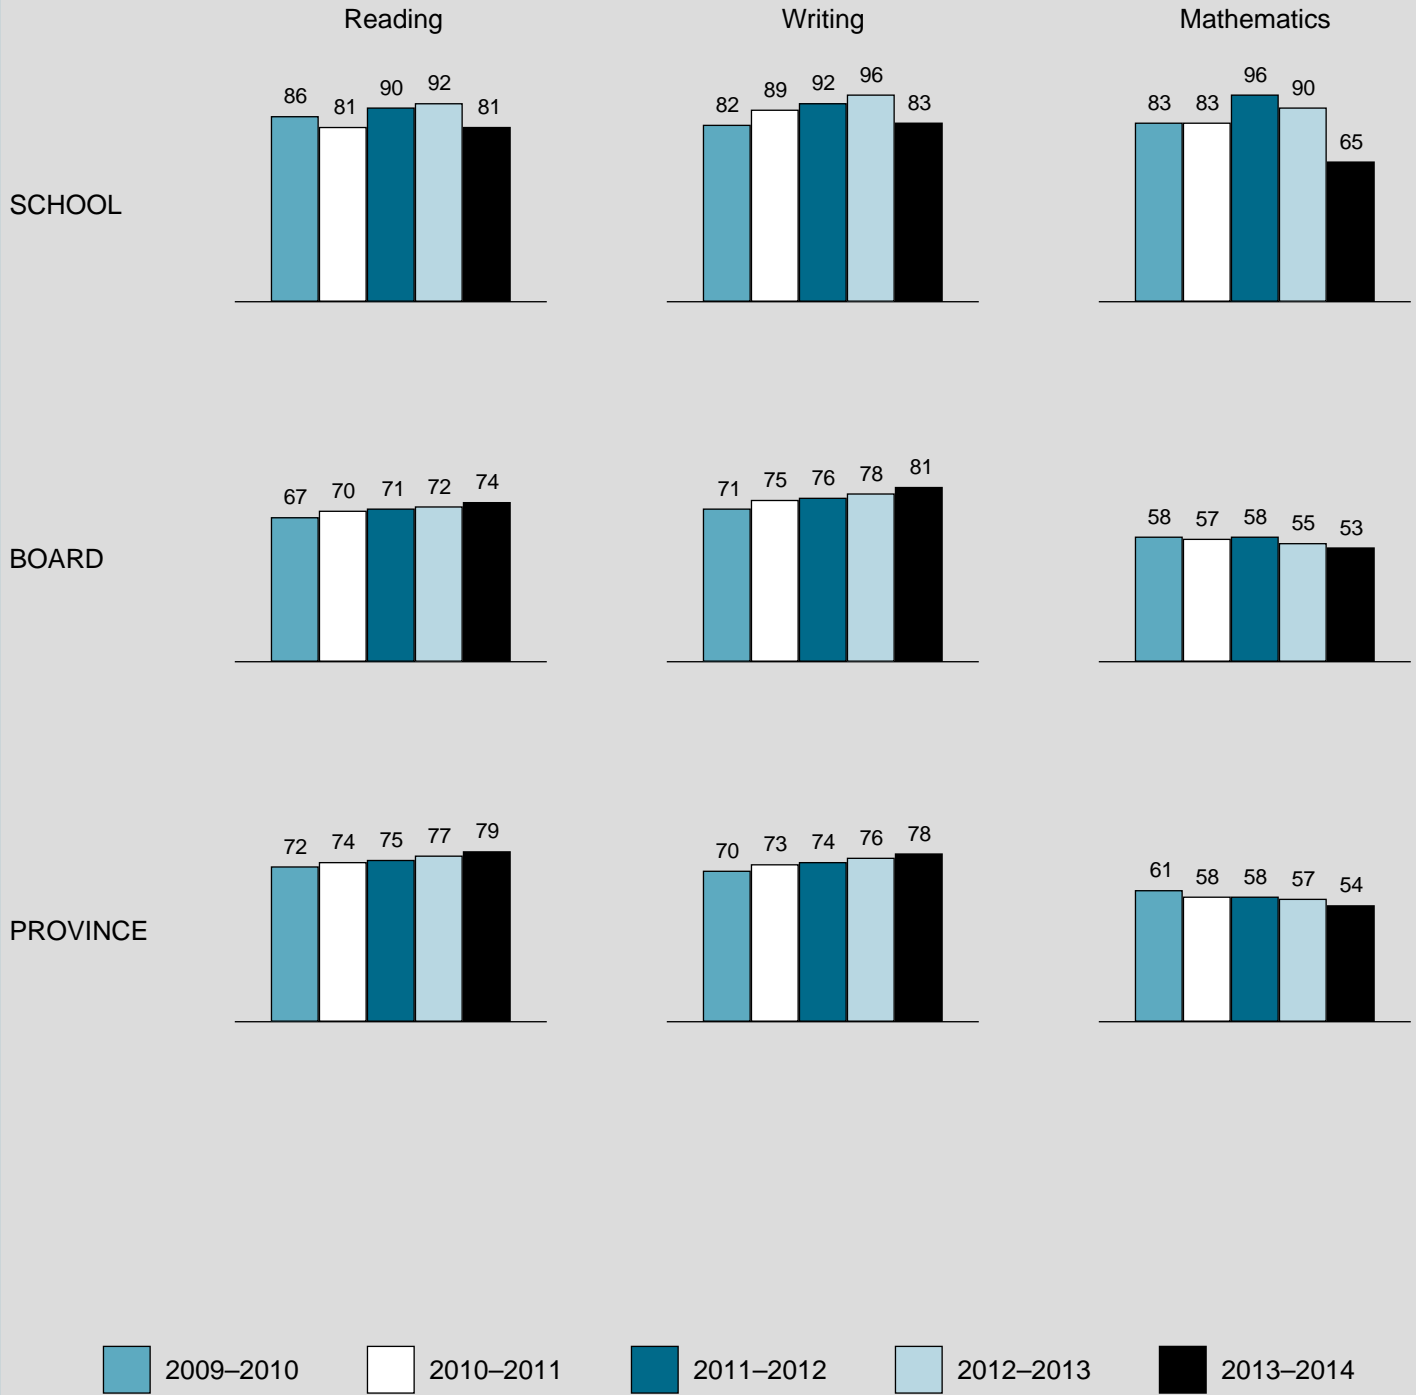 Reading Writing Mathematics
SCHOOL
86 81 90 92 81
82 89 92 96 83
83 83 96 90 65
BOARD
67 70 71 72 74
71 75 76 78 81
58 57 58 55 53
PROVINCE
72 74 75 77 79
70 73 74 76 78
61 58 58 57 54
2009–2010 2010–2011 2011–2012 2012–2013 2013–2014